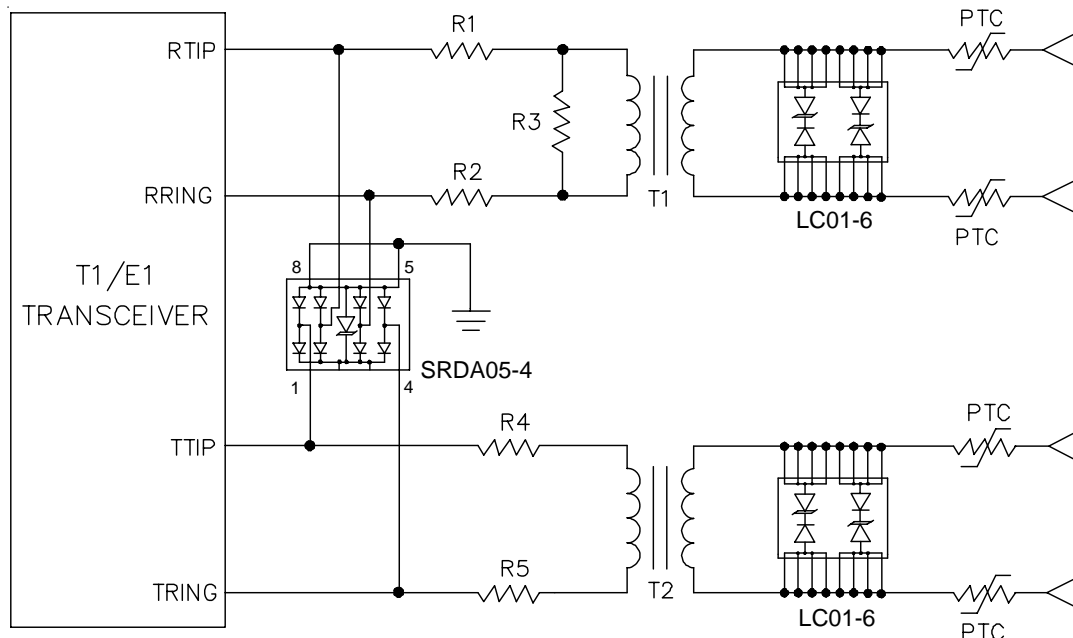 PTC
R1
RTIP
R3
R2
RRING
T1
LC01-6
PTC
8
5
T1/E1
TRANSCEIVER
SRDA05-4
1
4
PTC
R4
TTIP
R5
TRING
T2
LC01-6
PTC